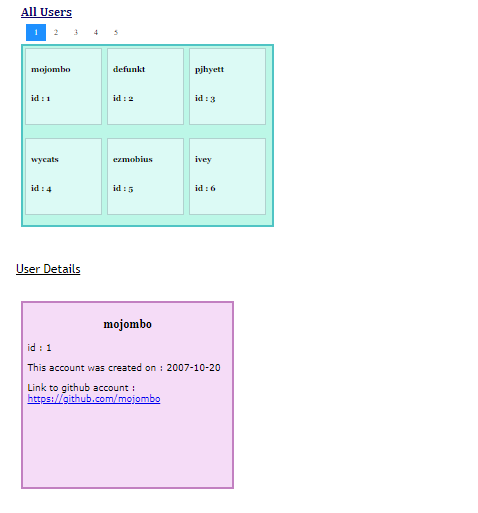 All Users
1 2 3 4 5
mojombo defunkt pjhyett
id : 1 id : 2 id : 3
wycats ezmobius ivey
id : 4 id : 5 id : 6
User Details
mojombo
id : 1
This account was created on : 2007-10-20
Link to github account :
https://github.com/mojombo